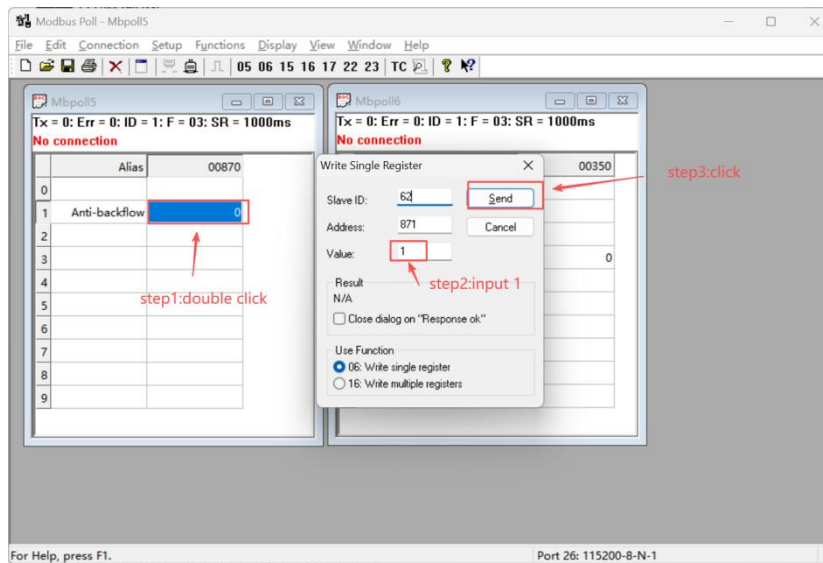 Modbus Poll - Mbpoll5
File Edit Connection Setup Functions Display View Window Help
05 06 15 16 17 22 23 TC
Mbpoll5
Tx = 0: Err = 0: ID = 1: F = 03: SR = 1000ms
No connection
Alias 00870
0
1 Anti-backflow 0
2
3
4
5
6
7
8
9
step1:double click
Mbpoll6
Tx = 0: Err = 0: ID = 1: F = 03: SR = 1000ms
No connection
00350
0
Write Single Register
Slave ID: 62 Send
Address: 871 Cancel
Value: 1
step2:input 1
step3:click
Result
N/A
Close dialog on "Response ok"
Use Function
06: Write single register
16: Write multiple registers
For Help, press F1.
Port 26: 115200-8-N-1